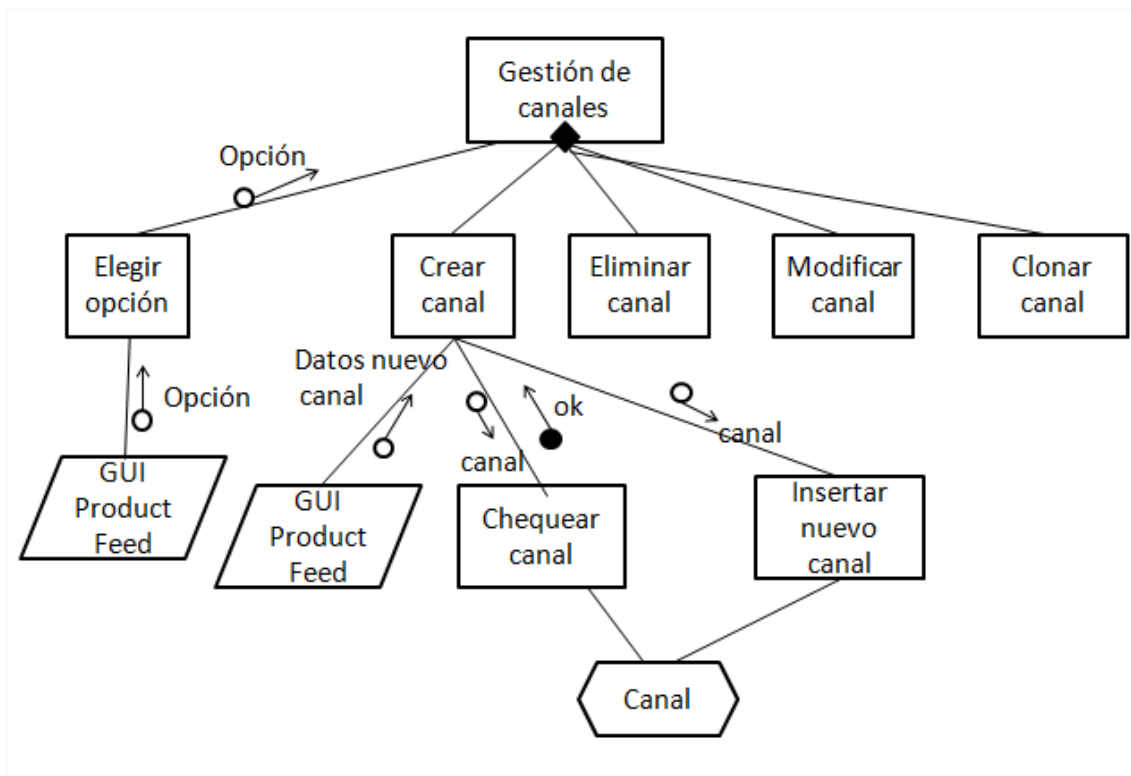 Gestión de
canales
Opción
Elegir
opción
Crear
canal
Eliminar
canal
Modificar
canal
Clonar
canal
Datos nuevo
canal
Opción
ok
canal
canal
GUI
Product
Feed
GUI
Product
Feed
Chequear
canal
Insertar
nuevo
canal
Canal